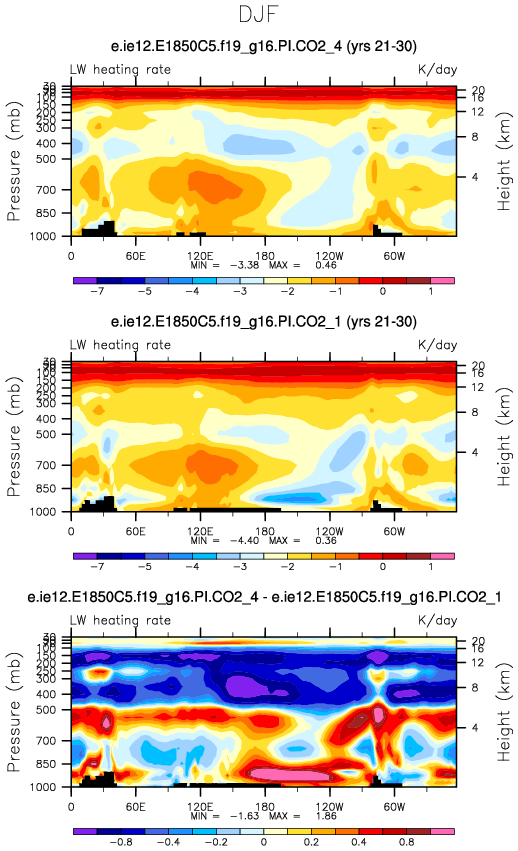 DJF
e.ie12.E1850C5.f19_g16.PI.CO2_4 (yrs 21-30)
LW heating rate K/day
Pressure (mb)
30
50
70
100
150
200
250
300
400
500
700
850
1000
20
16
12
8
4
Height (km)
0 60E 120E 180 120W 60W
MIN = -3.38 MAX = 0.46
-7 -5 -4 -3 -2 -1 0 1
e.ie12.E1850C5.f19_g16.PI.CO2_1 (yrs 21-30)
LW heating rate K/day
Pressure (mb)
30
50
70
100
150
200
250
300
400
500
700
850
1000
20
16
12
8
4
Height (km)
0 60E 120E 180 120W 60W
MIN = -4.40 MAX = 0.36
-7 -5 -4 -3 -2 -1 0 1
e.ie12.E1850C5.f19_g16.PI.CO2_4 - e.ie12.E1850C5.f19_g16.PI.CO2_1
LW heating rate K/day
Pressure (mb)
30
50
70
100
150
200
250
300
400
500
700
850
1000
20
16
12
8
4
Height (km)
0 60E 120E 180 120W 60W
MIN = -1.63 MAX = 1.86
-0.8 -0.4 -0.2 0 0.2 0.4 0.8